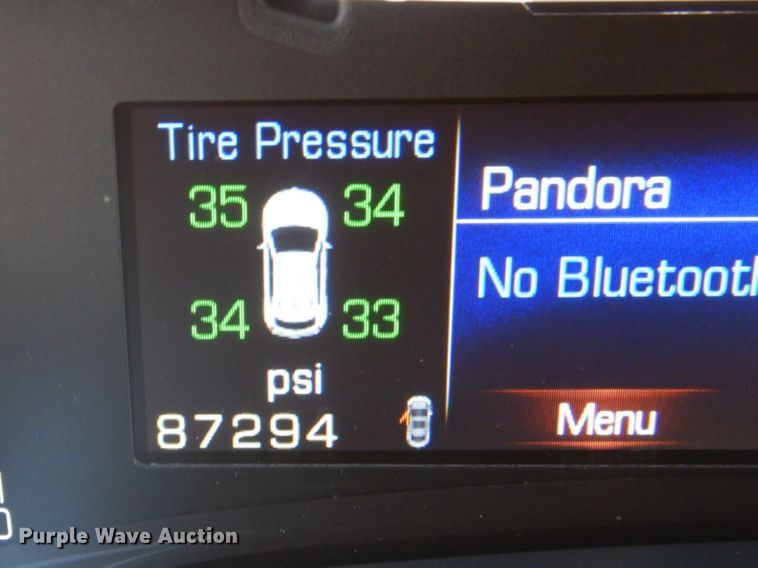 Tire Pressure
35 34
34 33
psi
87294
Pandora
No Bluetooth
Menu
Purple Wave Auction